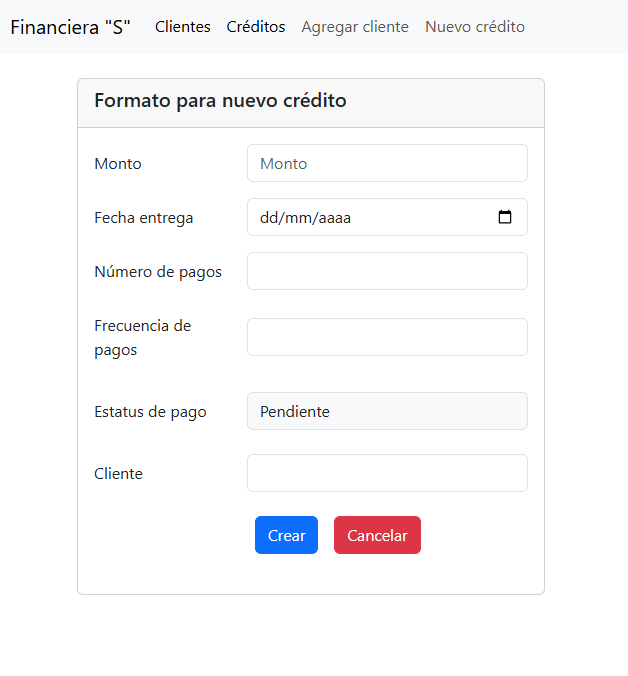 Financiera "S" Clientes Créditos Agregar cliente Nuevo crédito
Formato para nuevo crédito
Monto Monto
Fecha entrega dd/mm/aaaa
Número de pagos
Frecuencia de
pagos
Estatus de pago Pendiente
Cliente
Crear Cancelar